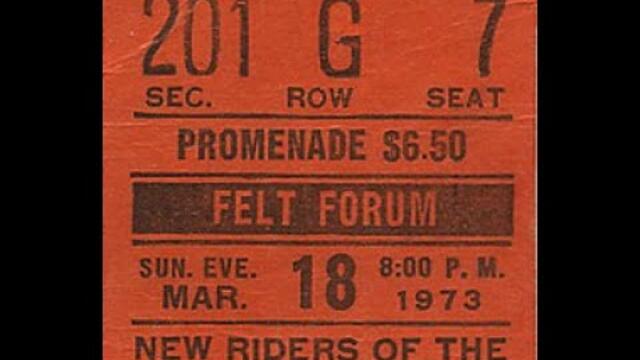 201 G 7
SEC. ROW SEAT
PROMENADE $6.50
FELT FORUM
SUN. EVE. 18 8:00 P. M.
MAR. 1973
NEW RIDERS OF THE